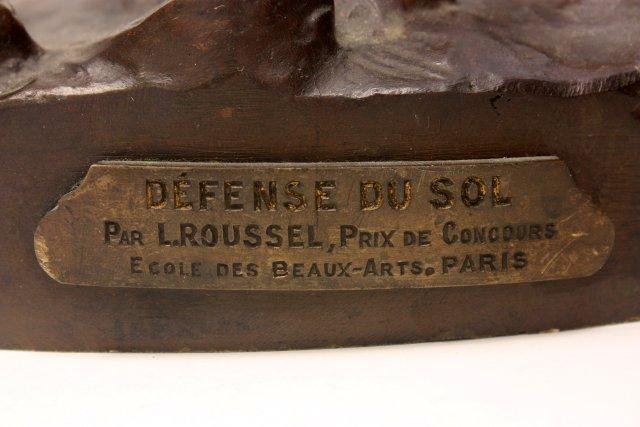 DÉFENSE DU SOL
PAR L.ROUSSEL, PRIX DE CONCOURS
ECOLE DES BEAUX-ARTS. PARIS